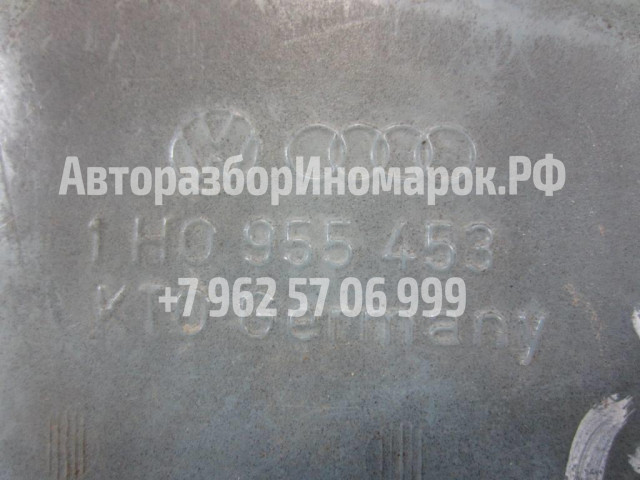 АвторазборИномарок.РФ
1H0 955 453
+7 962 57 06 999
Germany